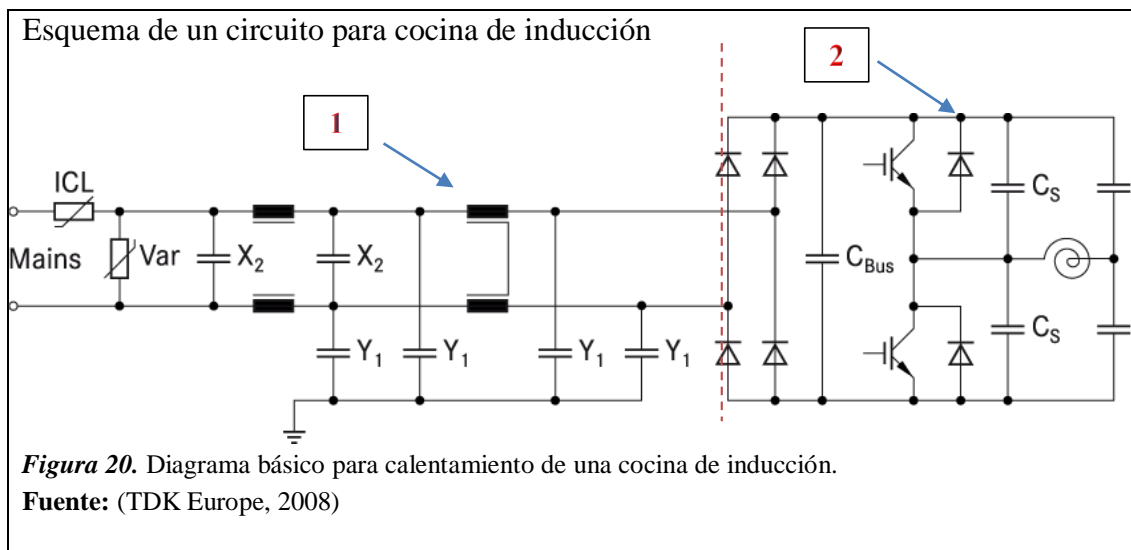 Esquema de un circuito para cocina de inducción
1
2
ICL
Mains
Var
X2
X2
Y1
Y1
Y1
Y1
CBus
CS
CS
Figura 20. Diagrama básico para calentamiento de una cocina de inducción.
Fuente: (TDK Europe, 2008)